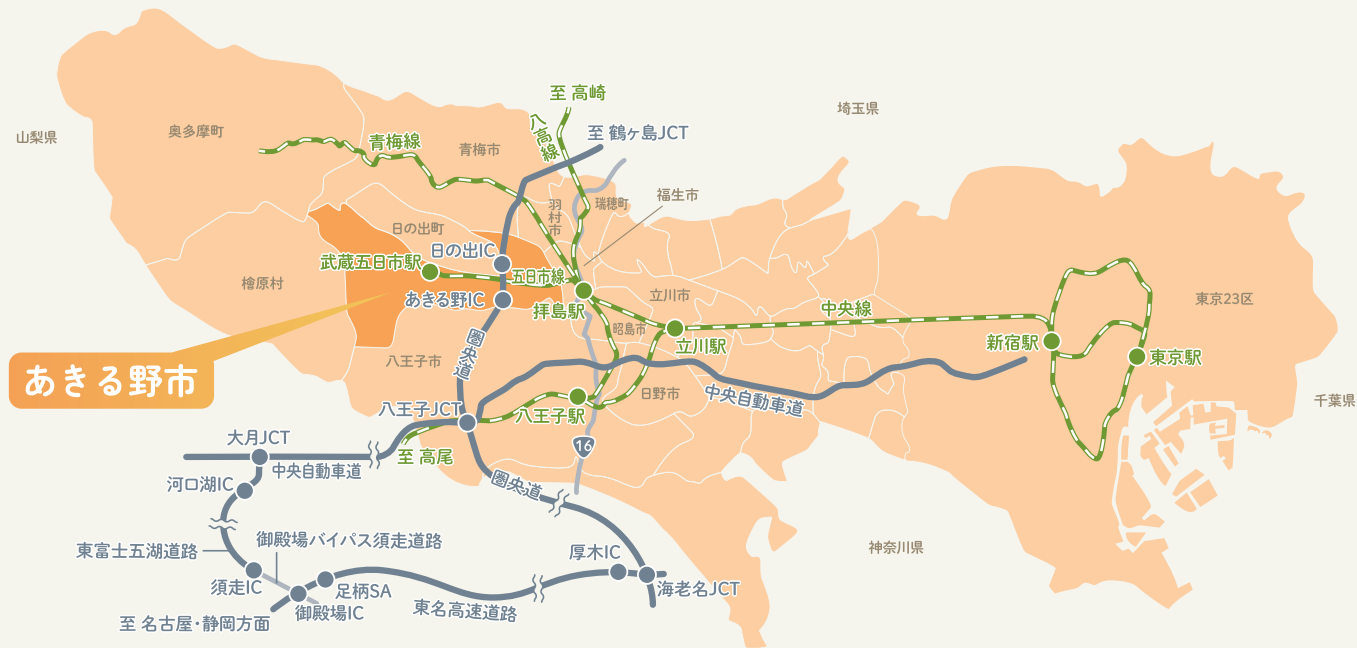 至 高崎
八高線
至 鶴ヶ島JCT
埼玉県
山梨県
奥多摩町
青梅線
青梅市
福生市
羽村市
瑞穂町
日の出町
日の出IC
武蔵五日市駅
五日市線
檜原村
あきる野IC
拝島駅
立川市
中央線
東京23区
昭島市
立川駅
新宿駅
東京駅
圏央道
八王子市
あきる野市
日野市
中央自動車道
千葉県
八王子JCT
八王子駅
大月JCT
至 高尾
16
中央自動車道
河口湖IC
圏央道
御殿場バイパス須走道路
東富士五湖道路
神奈川県
厚木IC
須走IC
足柄SA
海老名JCT
御殿場IC
東名高速道路
至 名古屋・静岡方面